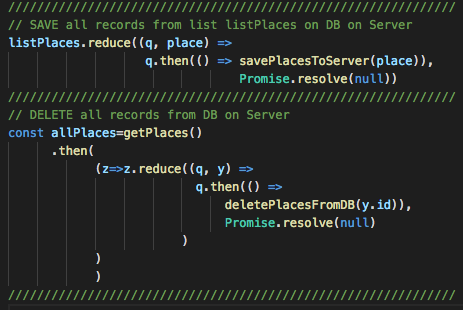 //////////////////////////////////////////////////////////////
// SAVE all records from list listPlaces on DB on Server
listPlaces.reduce((q, place) =>
q.then(() => savePlacesToServer(place)),
Promise.resolve(null))
//////////////////////////////////////////////////////////////
// DELETE all records from DB on Server
const allPlaces=getPlaces()
.then(
(z=>z.reduce((q, y) =>
q.then(() =>
deletePlacesFromDB(y.id)),
Promise.resolve(null)
)
)
)
//////////////////////////////////////////////////////////////